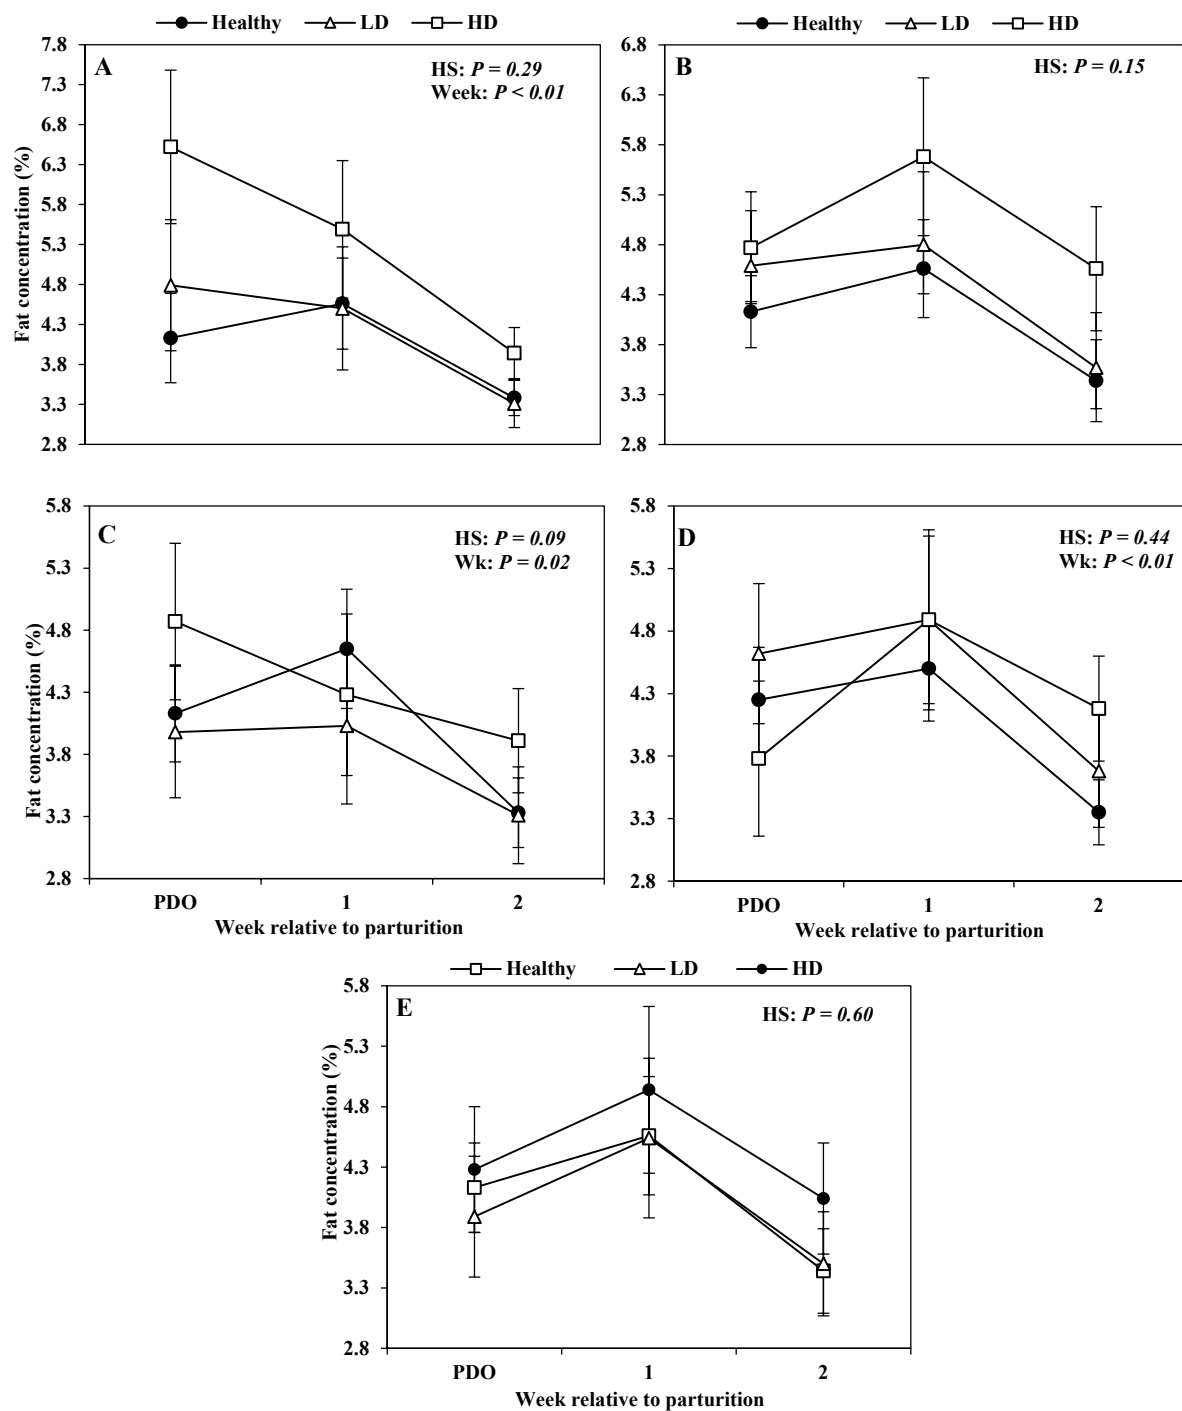 Healthy LD HD
Healthy LD HD
A
HS: P = 0.29
Week: P < 0.01
7.8
7.3
6.8
6.3
5.8
5.3
4.8
4.3
3.8
3.3
2.8
Fat concentration (%)
B
HS: P = 0.15
6.8
6.3
5.8
5.3
4.8
4.3
3.8
3.3
2.8
C
HS: P = 0.09
Wk: P = 0.02
5.8
5.3
4.8
4.3
3.8
3.3
2.8
Fat concentration (%)
PDO 1 2
Week relative to parturition
D
HS: P = 0.44
Wk: P < 0.01
5.8
5.3
4.8
4.3
3.8
3.3
2.8
PDO 1 2
Week relative to parturition
Healthy LD HD
E
HS: P = 0.60
5.8
5.3
4.8
4.3
3.8
3.3
2.8
Fat concentration (%)
PDO 1 2
Week relative to parturition